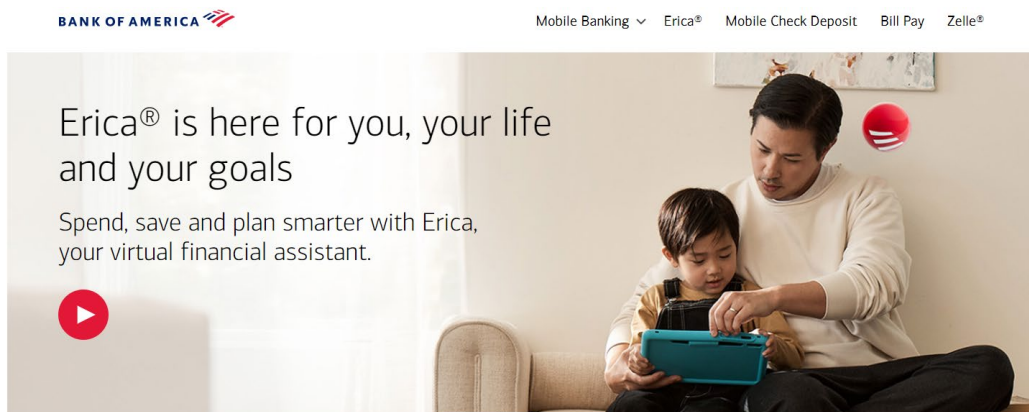 BANK OF AMERICA
Mobile Banking Erica® Mobile Check Deposit Bill Pay Zelle®
Erica® is here for you, your life
and your goals
Spend, save and plan smarter with Erica,
your virtual financial assistant.